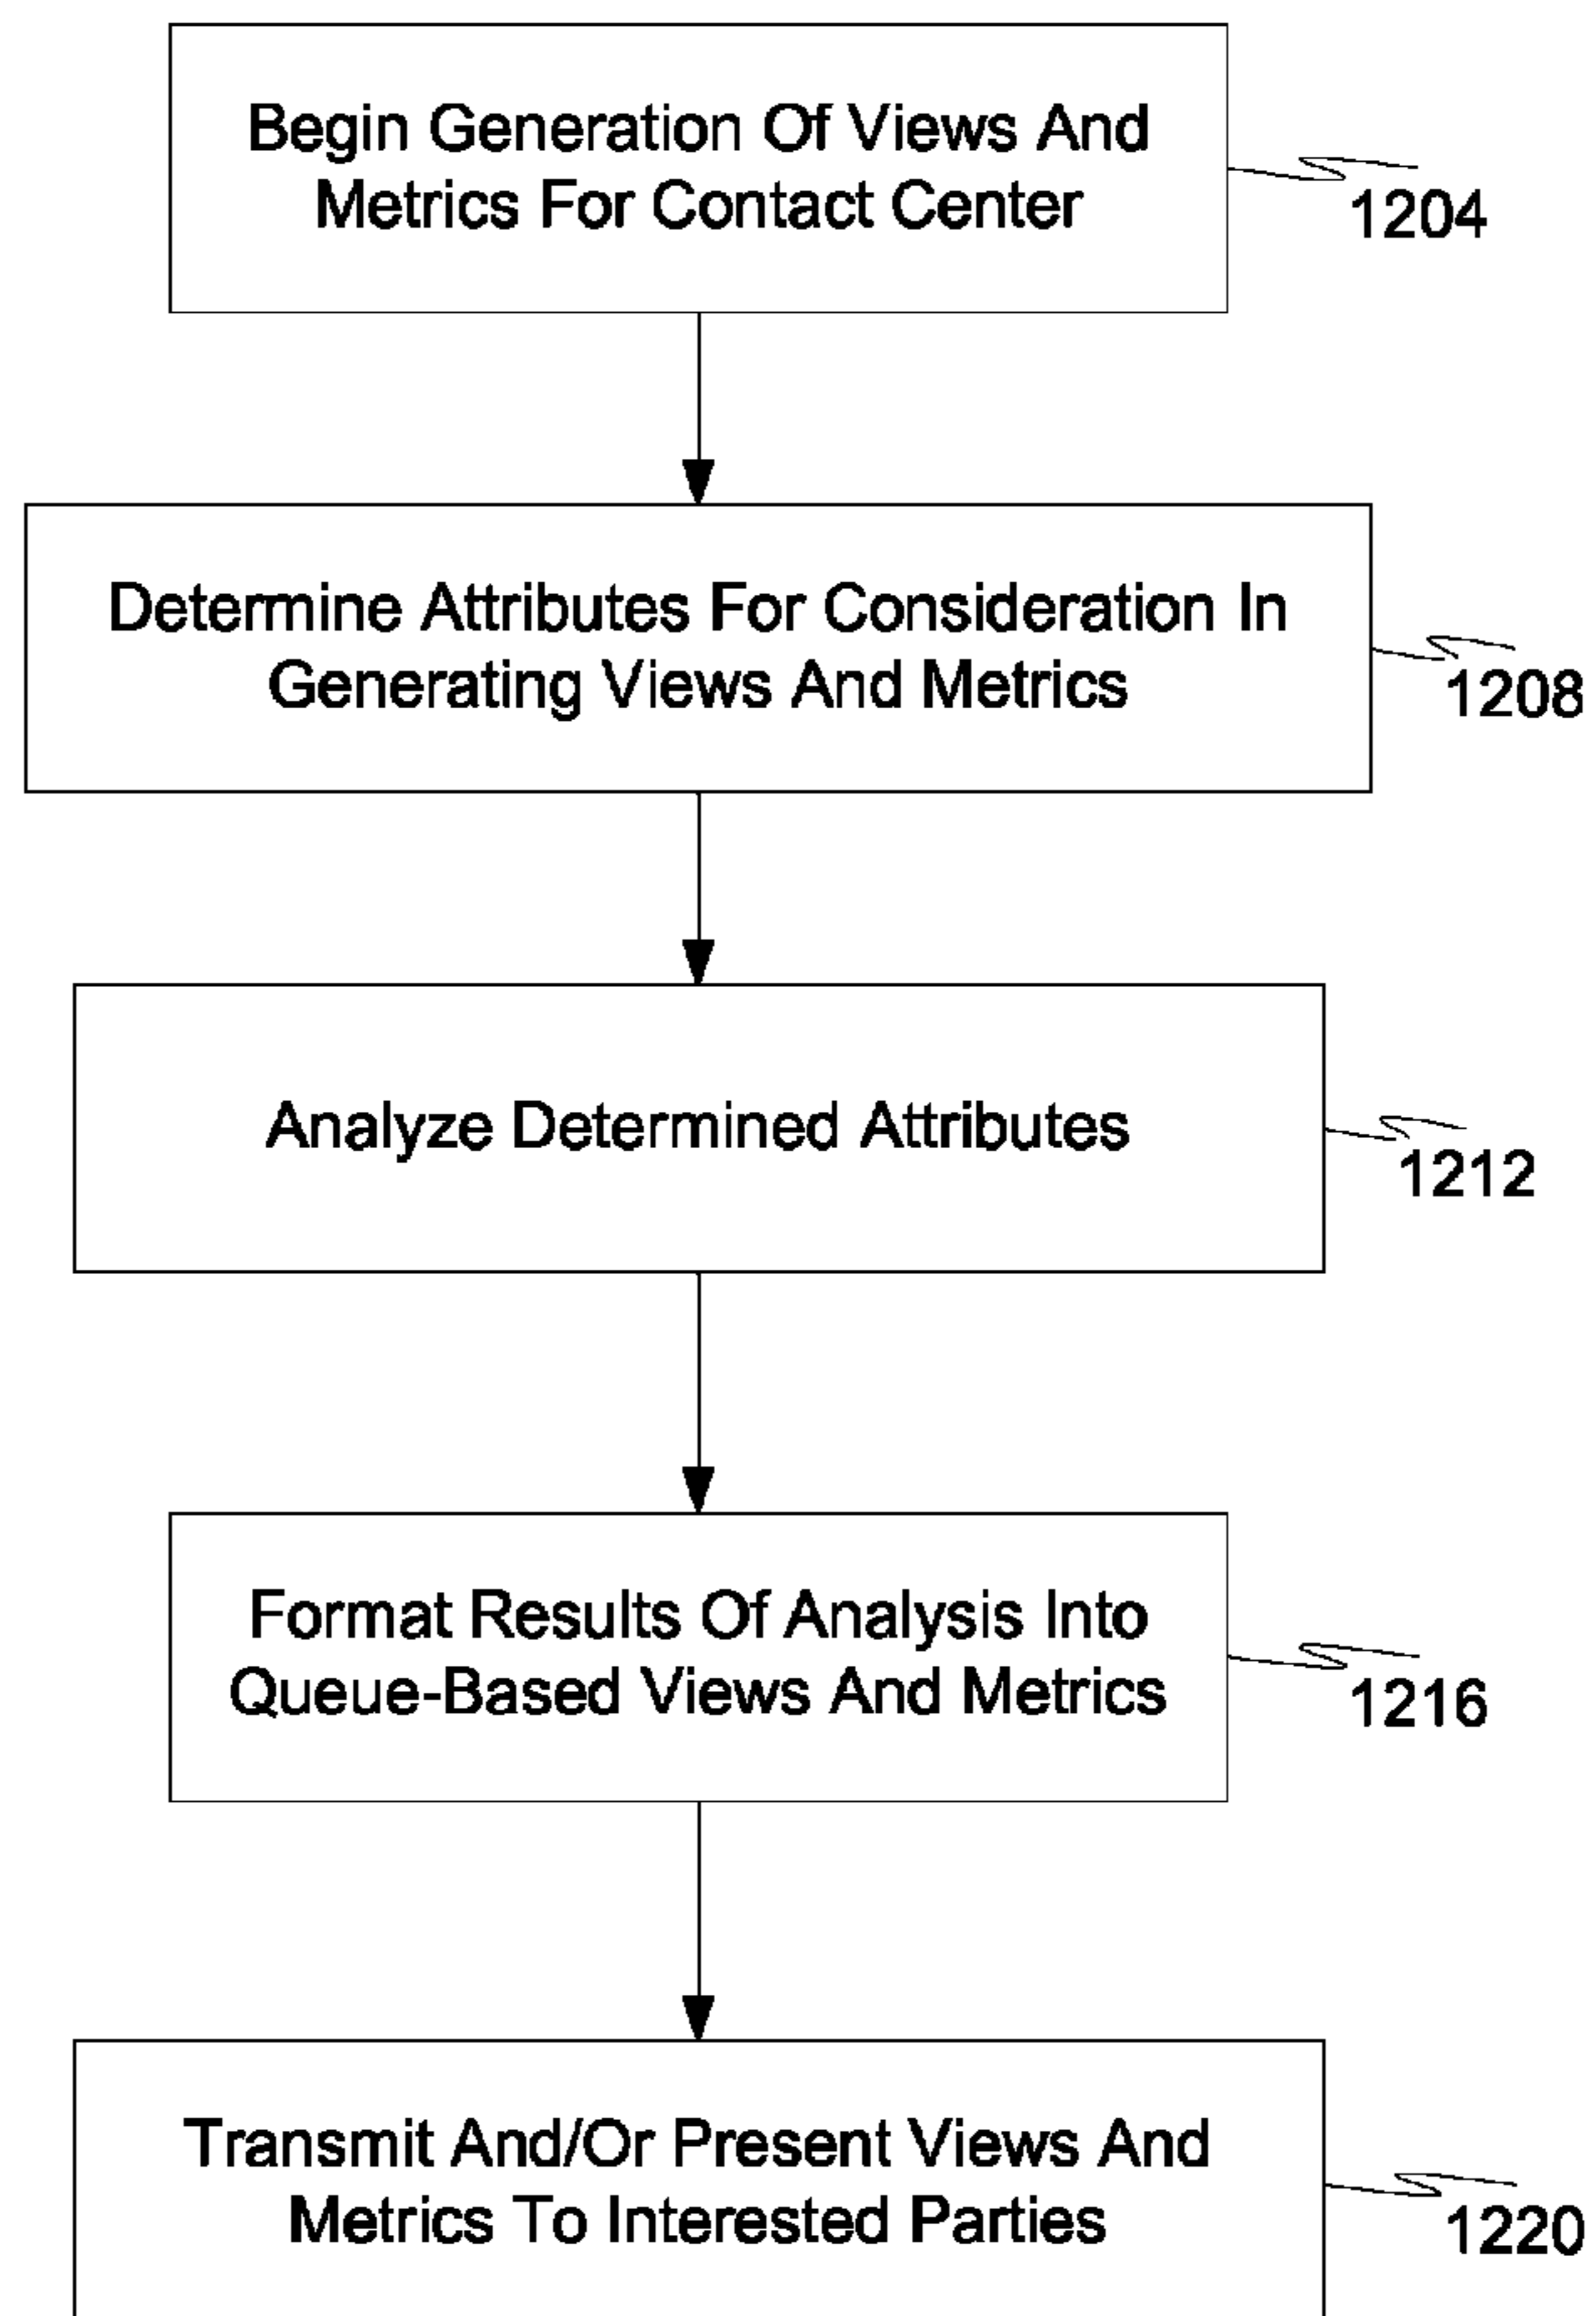 Begin Generation Of Views And
Metrics For Contact Center
1204
Determine Attributes For Consideration In
Generating Views And Metrics
1208
Analyze Determined Attributes
1212
Format Results Of Analysis Into
Queue-Based Views And Metrics
1216
Transmit And/Or Present Views And
Metrics To Interested Parties
1220